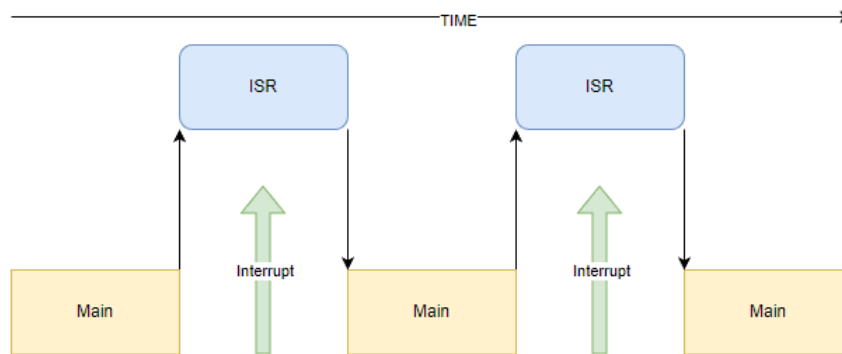 TIME
ISR
ISR
Interrupt
Interrupt
Main
Main
Main